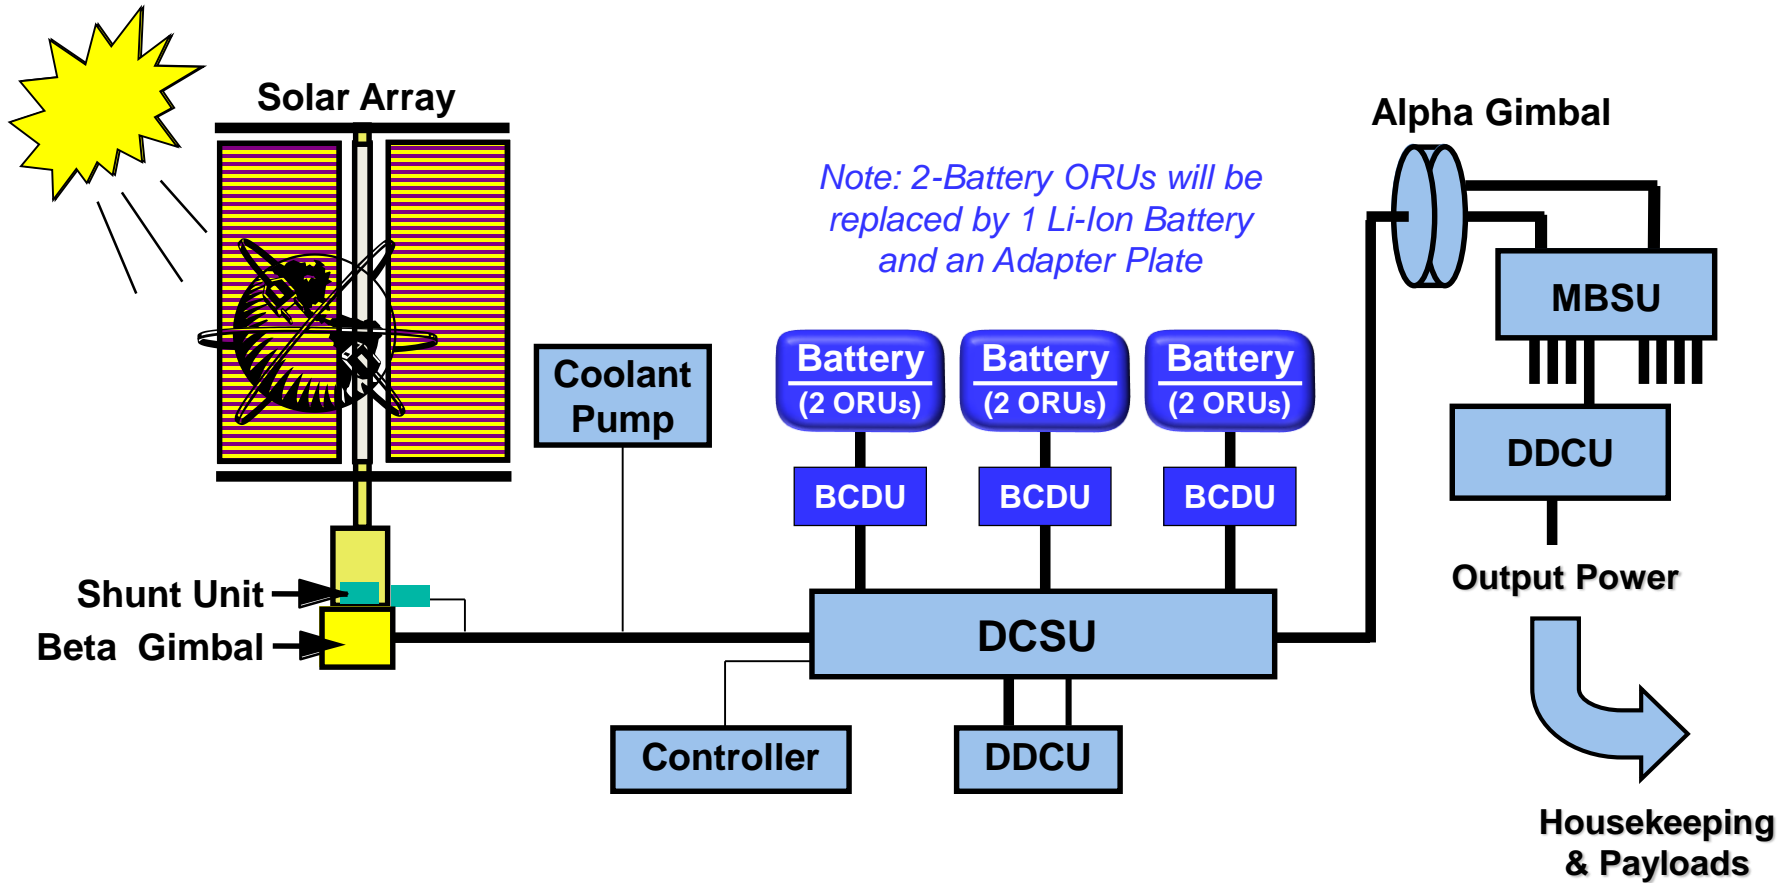 Solar Array
Alpha Gimbal
Note: 2-Battery ORUs will be
replaced by 1 Li-Ion Battery
and an Adapter Plate
MBSU
Coolant
Pump
Battery
(2 ORUs)
Battery
(2 ORUs)
Battery
(2 ORUs)
DDCU
BCDU
BCDU
BCDU
Shunt Unit
Beta Gimbal
Output Power
DCSU
Controller
DDCU
Housekeeping
& Payloads